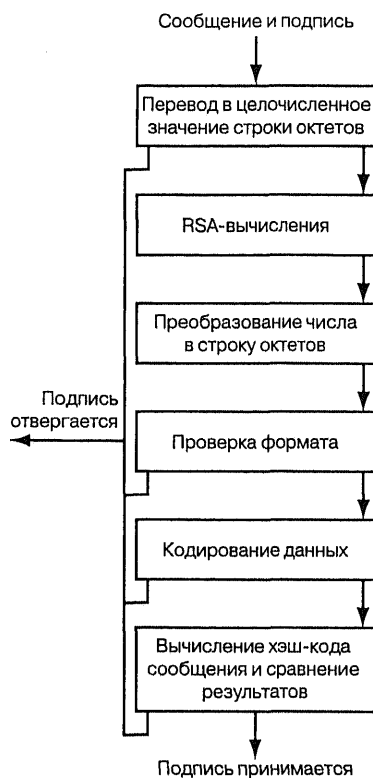 Сообщение и подпись
Перевод в целочисленное
значение строки октетов
RSA-вычисления
Преобразование числа
в строку октетов
Подпись
отвергается
Проверка формата
Кодирование данных
Вычисление хэш-кода
сообщения и сравнение
результатов
Подпись принимается